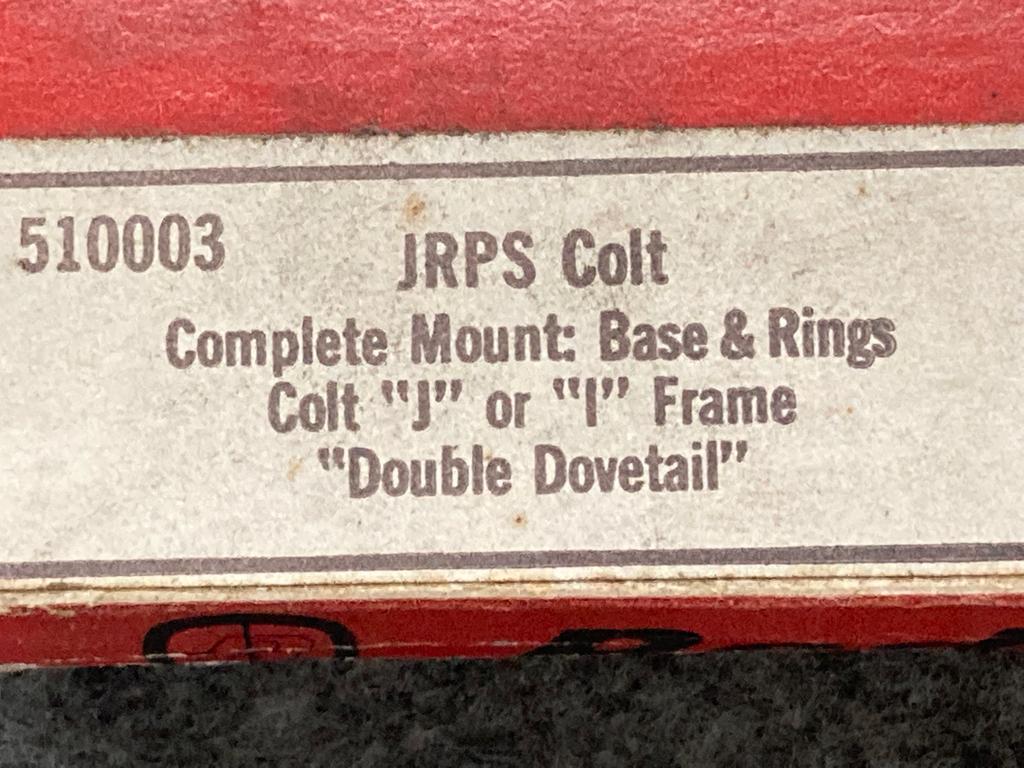 510003
JRPS Colt
Complete Mount: Base & Rings
Colt "J" or "I" Frame
"Double Dovetail"